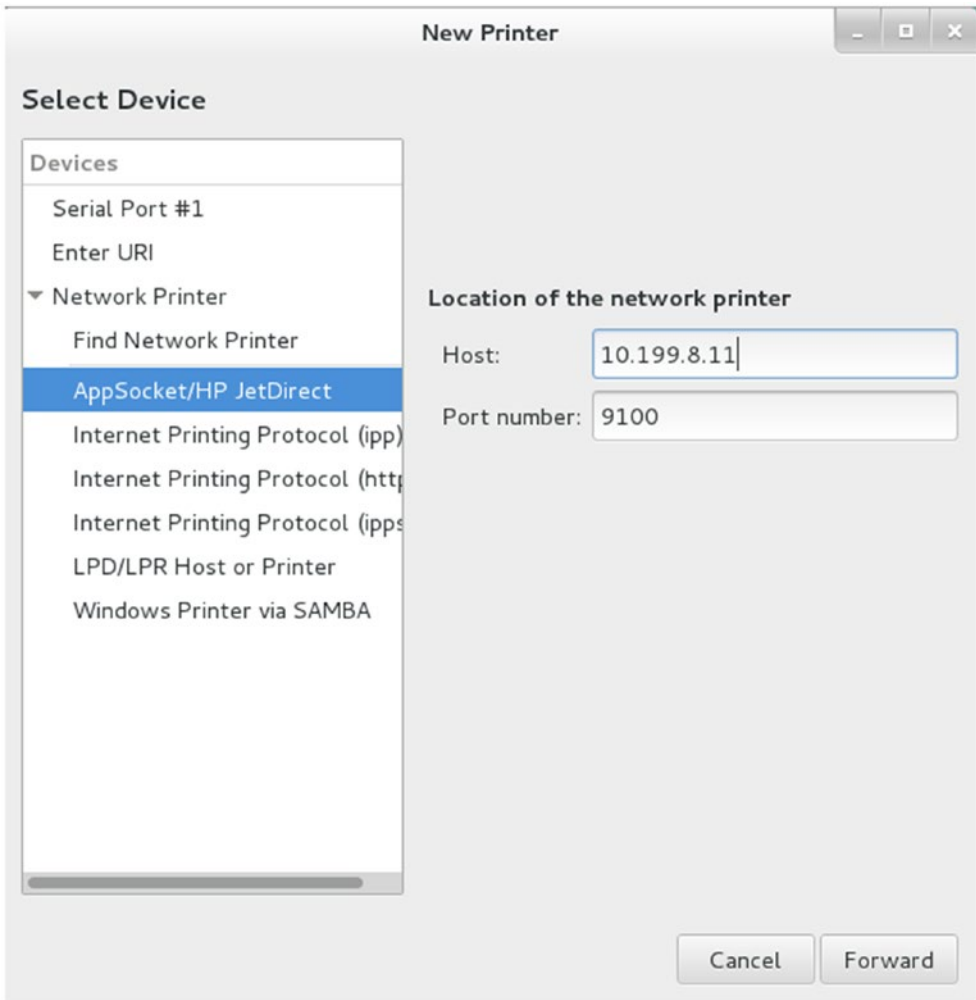 New Printer
Select Device
Devices
Serial Port #1
Enter URI
Network Printer
Find Network Printer
AppSocket/HP JetDirect
Internet Printing Protocol (ipp)
Internet Printing Protocol (http
Internet Printing Protocol (ipps
LPD/LPR Host or Printer
Windows Printer via SAMBA
Location of the network printer
Host: 10.199.8.11
Port number: 9100
Cancel Forward